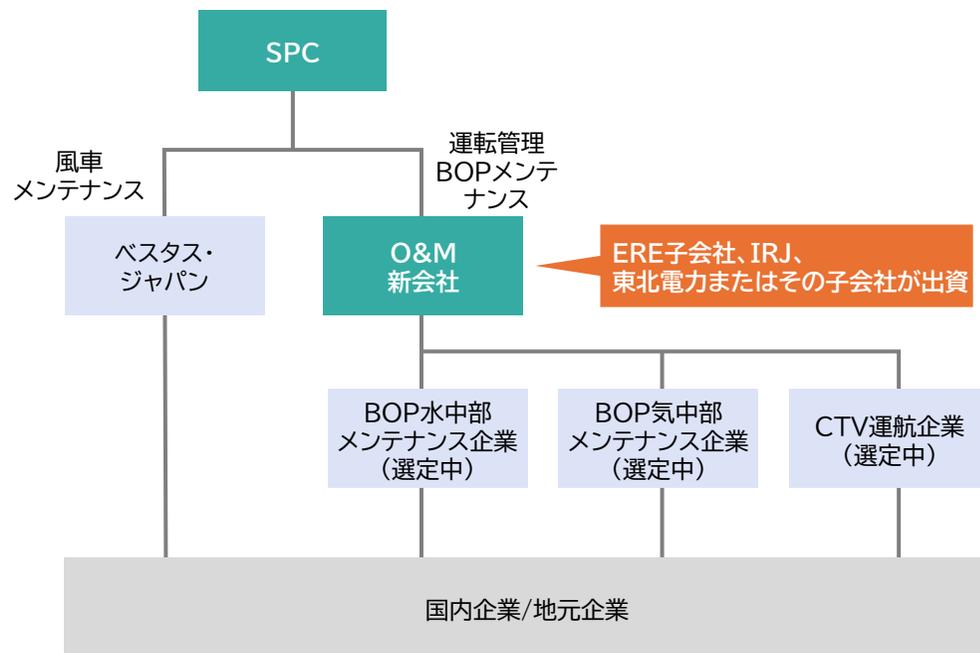 SPC
風車
メンテナンス
運転管理
BOPメンテ
ナンス
ベスタス・
ジャパン
O&M
新会社
ERE子会社、IRJ、
東北電力またはその子会社が出資
BOP水中部
メンテナンス企業
（選定中）
BOP気中部
メンテナンス企業
（選定中）
CTV運航企業
（選定中）
国内企業/地元企業